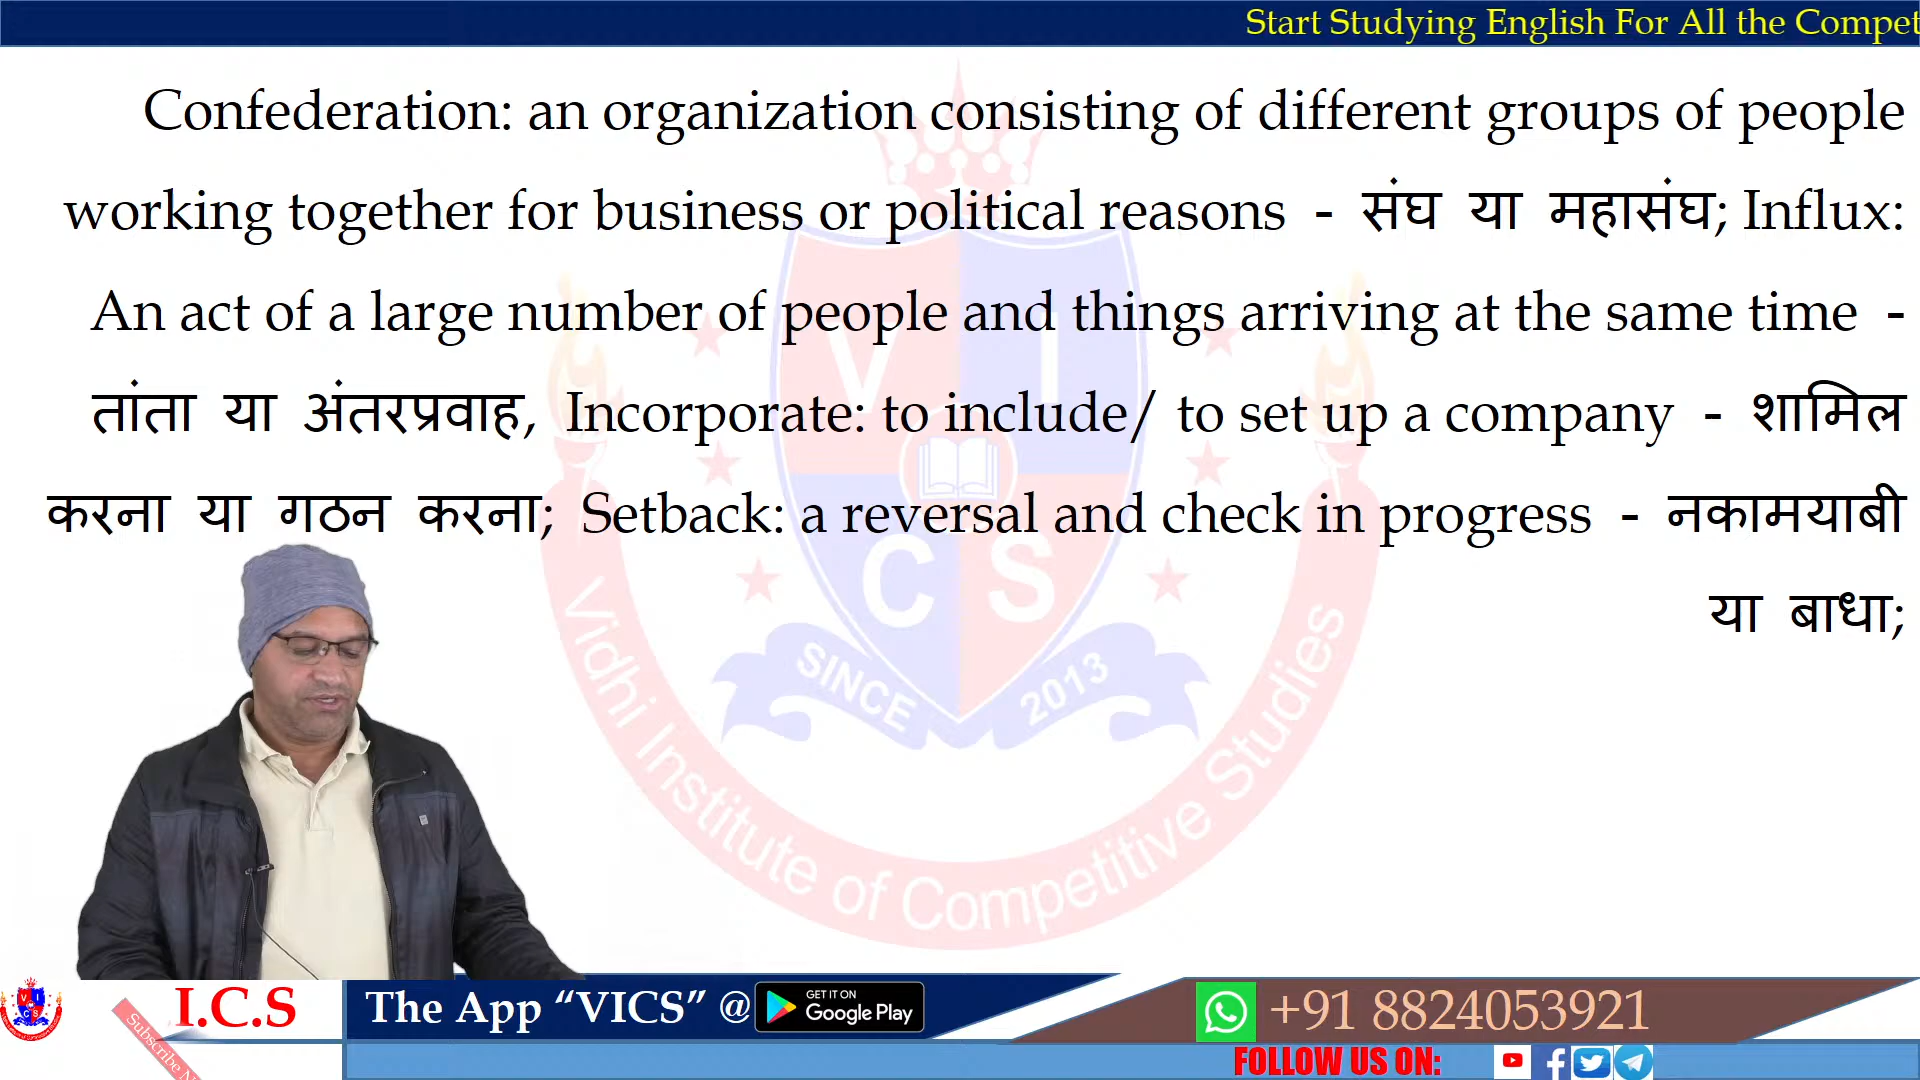 Start Studying English For All the Compet
Confederation: an organization consisting of different groups of people
working together for business or political reasons - संघ या महासंघ; Influx:
An act of a large number of people and things arriving at the same time -
तांता या अंतरप्रवाह, Incorporate: to include/ to set up a company - शामिल
करना या गठन करना; Setback: a reversal and check in progress - नकामयाबी
या बाधा;
V I
C S
SINCE 2013
Vidhi Institute of Competitive Studies
I.C.S
Subscribe N
The App “VICS” @
GET IT ON
Google Play
+91 8824053921
FOLLOW US ON: